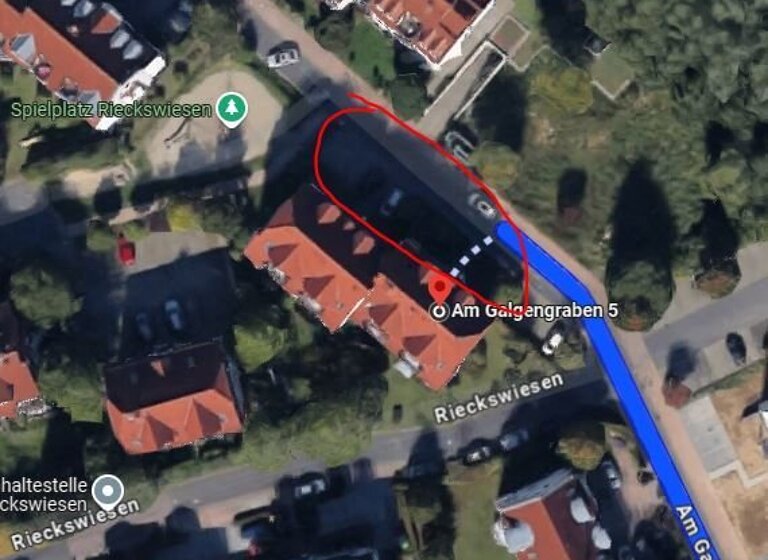 Spielplatz Rieckswiesen
Am Galgengraben 5
Rieckswiesen
haltestelle
ckswiesen
Rieckswiesen
Am Ga